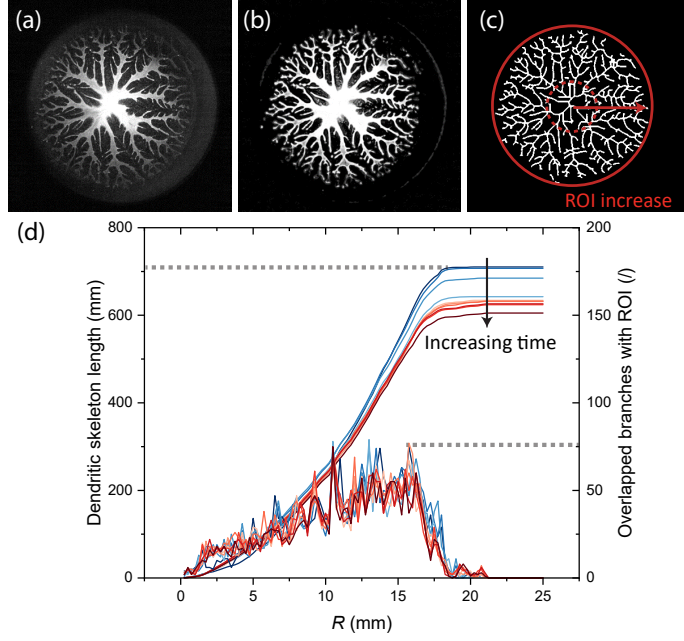 (a)
(b)
(c)
ROI increase
(d)
800
600
400
200
0
Dendritic skeleton length (mm)
200
150
100
50
0
Overlapped branches with ROI (/)
Increasing time
0
5
10
15
20
25
R (mm)